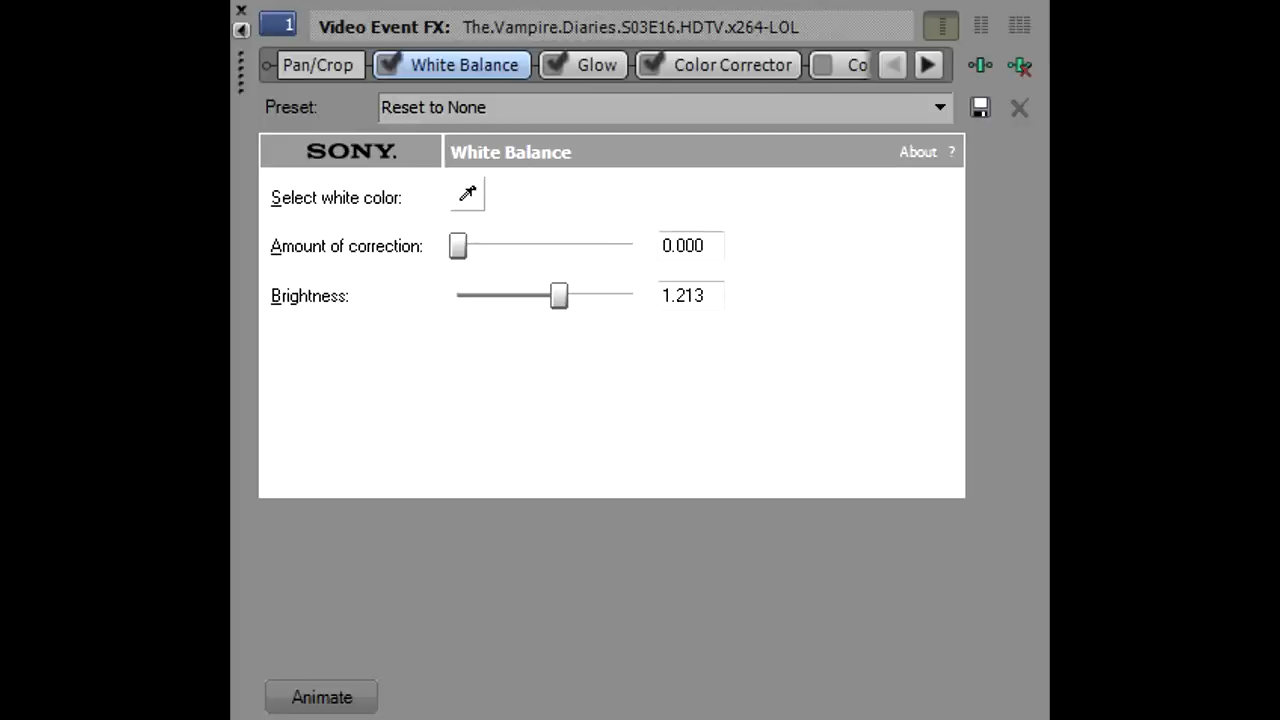 1 Video Event FX: The.Vampire.Diaries.S03E16.HDTV.x264-LOL
Pan/Crop White Balance Glow Color Corrector Co
Preset: Reset to None
SONY. White Balance About ?
Select white color:
Amount of correction: 0.000
Brightness: 1.213
Animate